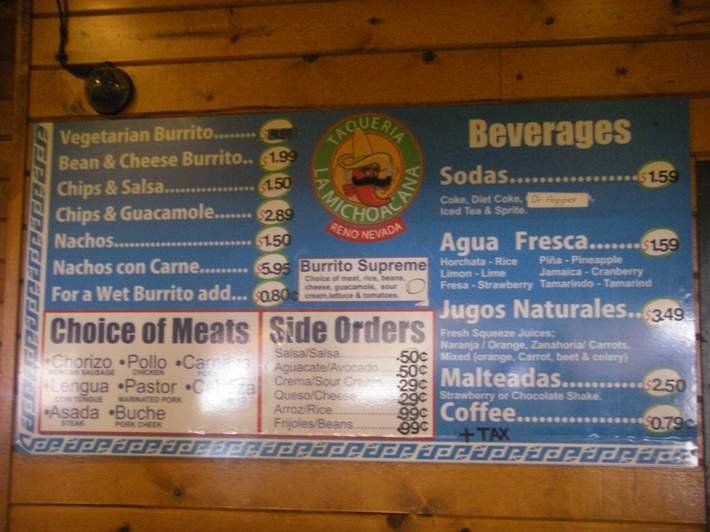 Vegetarian Burrito........
Bean & Cheese Burrito.. $1.99
Chips & Salsa................. $1.50
Chips & Guacamole....... $2.89
Nachos........................... $1.50
Nachos con Carne.......... $5.95
For a Wet Burrito add... $0.80¢
TAQUERIA
LA MICHOACANA
RENO NEVADA
Burrito Supreme
Choice of meat, rice, beans,
cheese, guacamole, sour
cream, lettuce & tomatoes.
Choice of Meats
•Chorizo •Pollo
MEXICAN SAUSAGE CHICKEN
•Lengua •Pastor
COW TONGUE MARINATED PORK
•Asada •Buche
STEAK PORK CHEEK
Side Orders
Salsa/Salsa .50¢
Aguacate/Avocado .50¢
Crema/Sour Cream .29¢
Queso/Cheese .29¢
Arroz/Rice .99¢
Frijoles/Beans .99¢
Beverages
Sodas........................ $1.59
Coke, Diet Coke, Dr Pepper,
Iced Tea & Sprite.
Agua Fresca....... $1.59
Horchata - Rice Piña - Pineapple
Limon - Lime Jamaica - Cranberry
Fresa - Strawberry Tamarindo - Tamarind
Jugos Naturales.. $3.49
Fresh Squeeze Juices;
Naranja / Orange, Zanahoria/ Carrots,
Mixed (orange, Carrot, beet & celery)
Malteadas............... $2.50
Strawberry or Chocolate Shake.
Coffee....................... $0.79¢
+ TAX